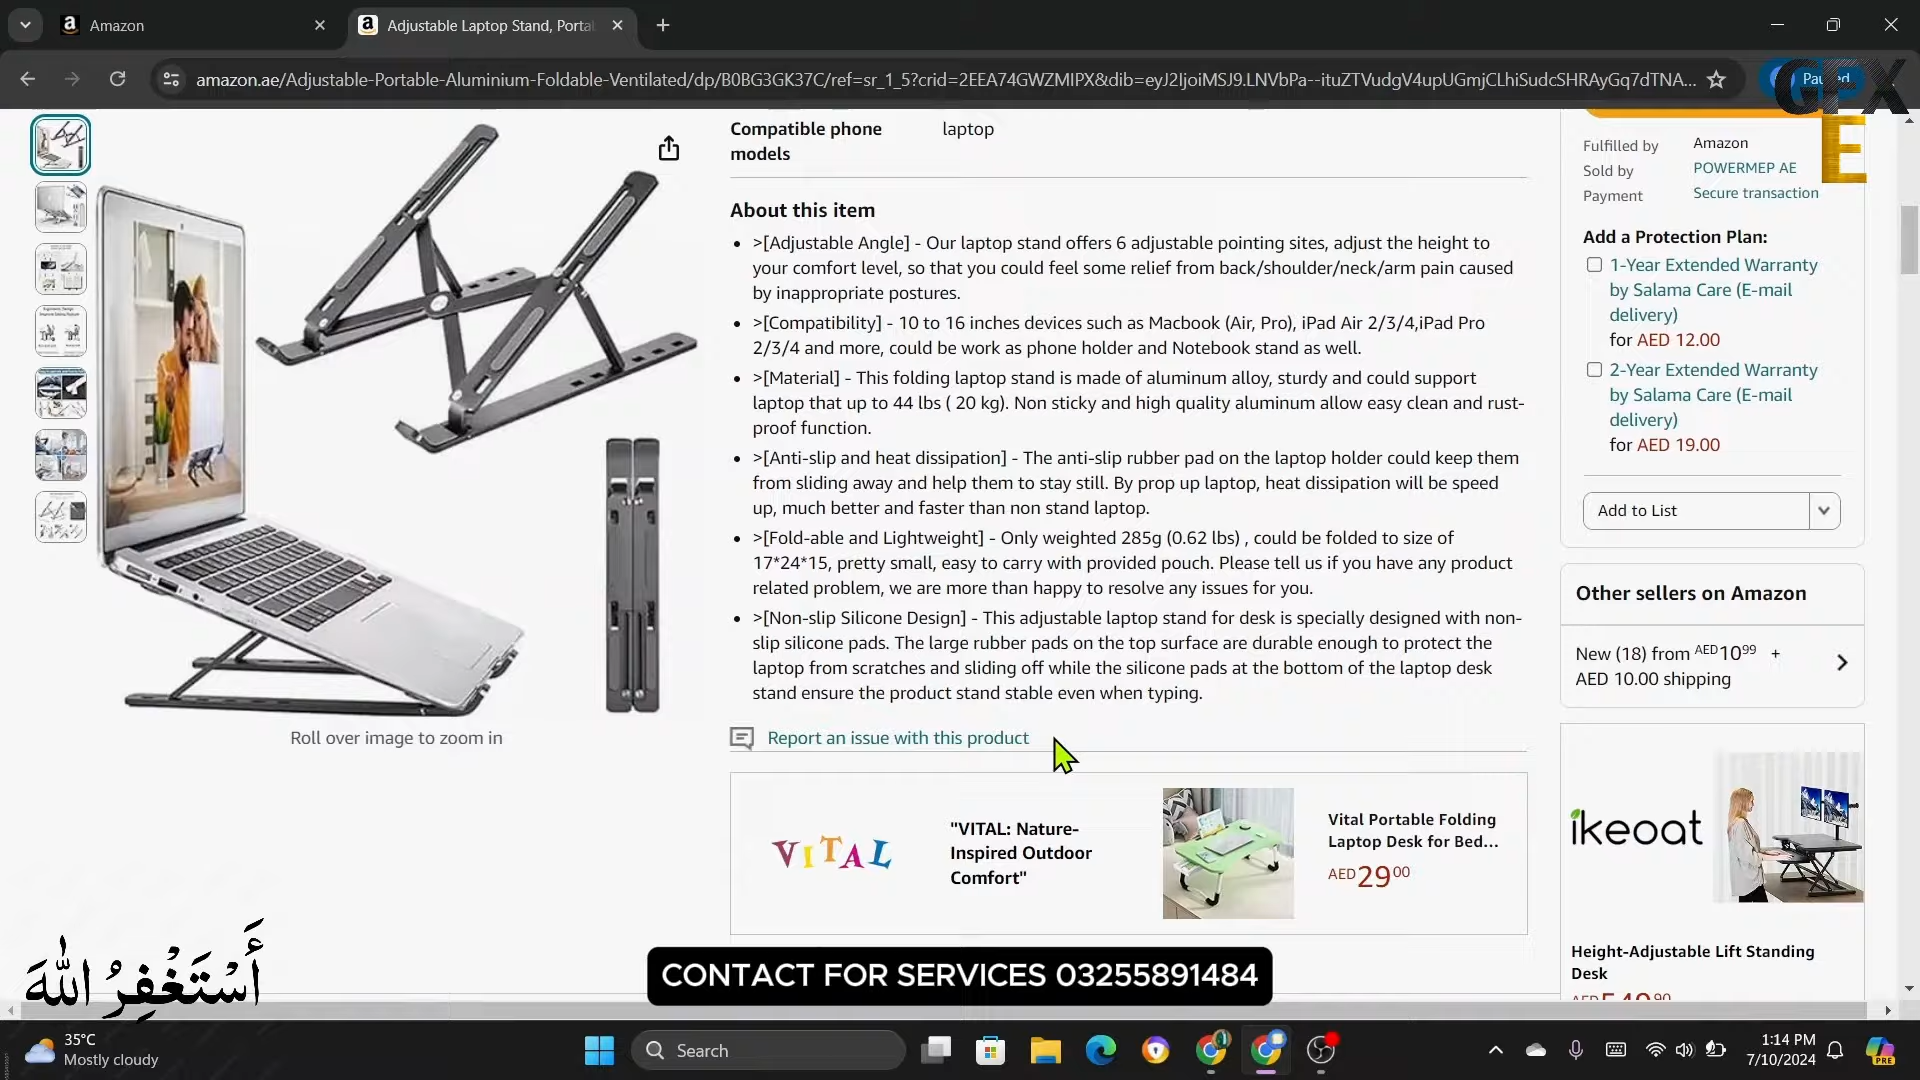 Amazon
Adjustable Laptop Stand, Porta
amazon.ae/Adjustable-Portable-Aluminium-Foldable-Ventilated/dp/B0BG3GK37C/ref=sr_1_5?crid=2EEA74GWZMIPX&dib=eyJ2IjoiMSJ9.LNVbPa--ituZTVudgV4upUGmjCLhiSudcSHRAyGq7dTNA...
GFX
E
Compatible phone models
laptop
About this item
>[Adjustable Angle] - Our laptop stand offers 6 adjustable pointing sites, adjust the height to
your comfort level, so that you could feel some relief from back/shoulder/neck/arm pain caused
by inappropriate postures.
>[Compatibility] - 10 to 16 inches devices such as Macbook (Air, Pro), iPad Air 2/3/4,iPad Pro
2/3/4 and more, could be work as phone holder and Notebook stand as well.
>[Material] - This folding laptop stand is made of aluminum alloy, sturdy and could support
laptop that up to 44 lbs ( 20 kg). Non sticky and high quality aluminum allow easy clean and rust-
proof function.
>[Anti-slip and heat dissipation] - The anti-slip rubber pad on the laptop holder could keep them
from sliding away and help them to stay still. By prop up laptop, heat dissipation will be speed
up, much better and faster than non stand laptop.
>[Fold-able and Lightweight] - Only weighted 285g (0.62 lbs) , could be folded to size of
17*24*15, pretty small, easy to carry with provided pouch. Please tell us if you have any product
related problem, we are more than happy to resolve any issues for you.
>[Non-slip Silicone Design] - This adjustable laptop stand for desk is specially designed with non-
slip silicone pads. The large rubber pads on the top surface are durable enough to protect the
laptop from scratches and sliding off while the silicone pads at the bottom of the laptop desk
stand ensure the product stand stable even when typing.
Roll over image to zoom in
Report an issue with this product
VITAL
"VITAL: Nature-
Inspired Outdoor
Comfort"
Vital Portable Folding
Laptop Desk for Bed...
AED29 00
Fulfilled by Amazon
Sold by POWERMEP AE
Payment Secure transaction
Add a Protection Plan:
1-Year Extended Warranty
by Salama Care (E-mail
delivery)
for AED 12.00
2-Year Extended Warranty
by Salama Care (E-mail
delivery)
for AED 19.00
Add to List
Other sellers on Amazon
New (18) from AED10 99 +
AED 10.00 shipping
ikeoat
Height-Adjustable Lift Standing
Desk
أَسْتَغْفِرُ اللهَ
CONTACT FOR SERVICES 03255891484
35°C
Mostly cloudy
Search
1:14 PM
7/10/2024
PRE